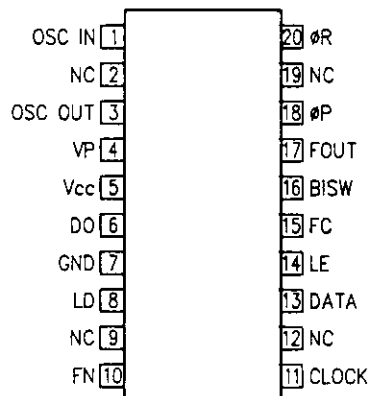 OSC IN 1 20 øR
NC 2 19 NC
OSC OUT 3 18 øP
VP 4 17 FOUT
Vcc 5 16 BISW
DO 6 15 FC
GND 7 14 LE
LD 8 13 DATA
NC 9 12 NC
FN 10 11 CLOCK